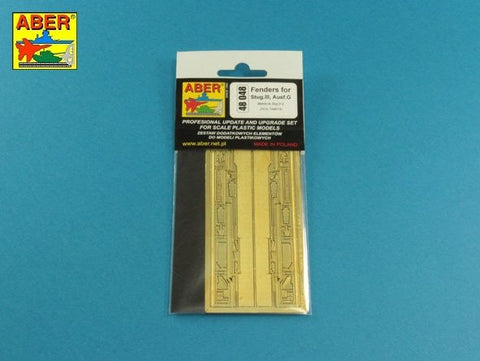 ABER
ABER
48 048
Fenders for
Stug.III, Ausf.G
PROFESIONAL UPDATE AND UPGRADE SET
FOR SCALE PLASTIC MODELS
ZESTAW DODATKOWYCH ELEMENTÓW
DO MODELI PLASTIKOWYCH
www.aber.net.pl
MADE IN POLAND